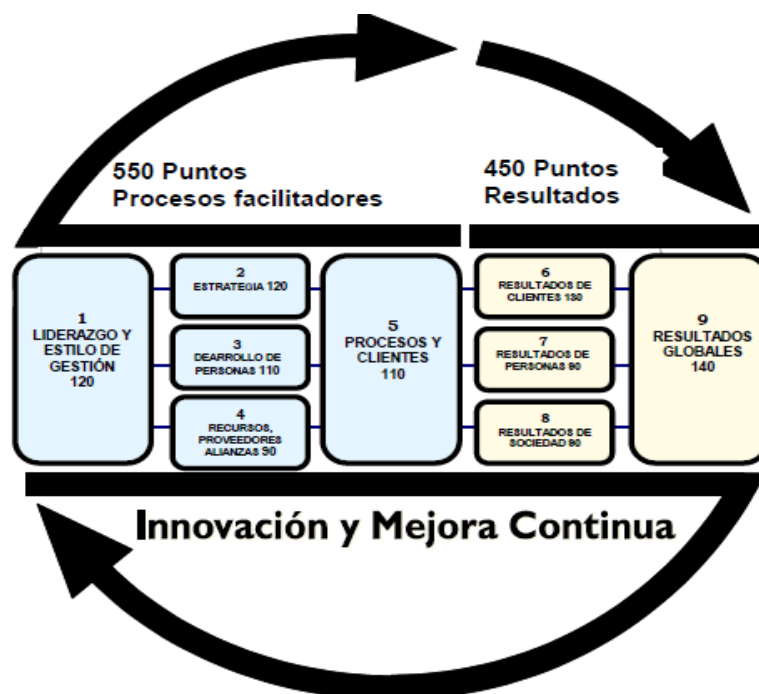 550 Puntos
Procesos facilitadores
450 Puntos
Resultados
1
LIDERAZGO Y
ESTILO DE
GESTIÓN
120
2
ESTRATEGIA 120
3
DEARROLLO DE
PERSONAS 110
4
RECURSOS,
PROVEEDORES
ALIANZAS 90
5
PROCESOS Y
CLIENTES
110
6
RESULTADOS DE
CLIENTES 130
7
RESULTADOS DE
PERSONAS 90
8
RESULTADOS DE
SOCIEDAD 90
9
RESULTADOS
GLOBALES
140
Innovación y Mejora Continua